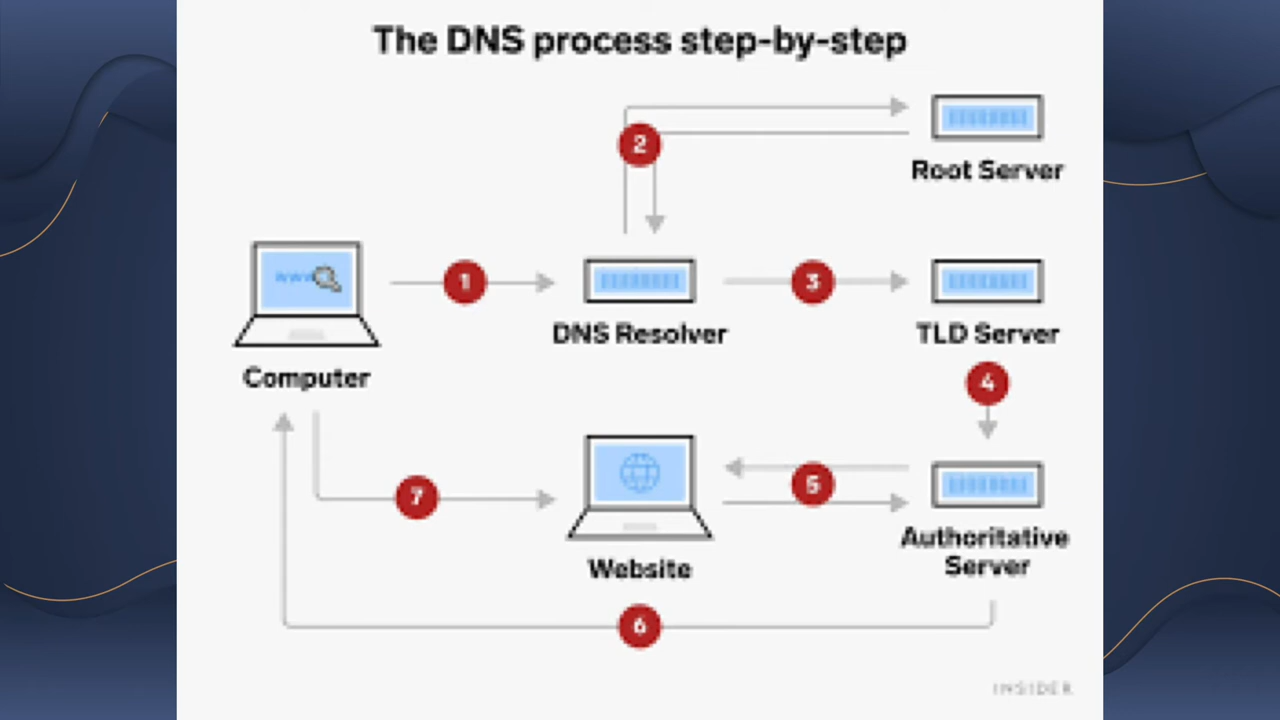 The DNS process step-by-step
2
Root Server
1
3
DNS Resolver
TLD Server
Computer
4
7
5
Website
Authoritative
Server
6
INSIDER